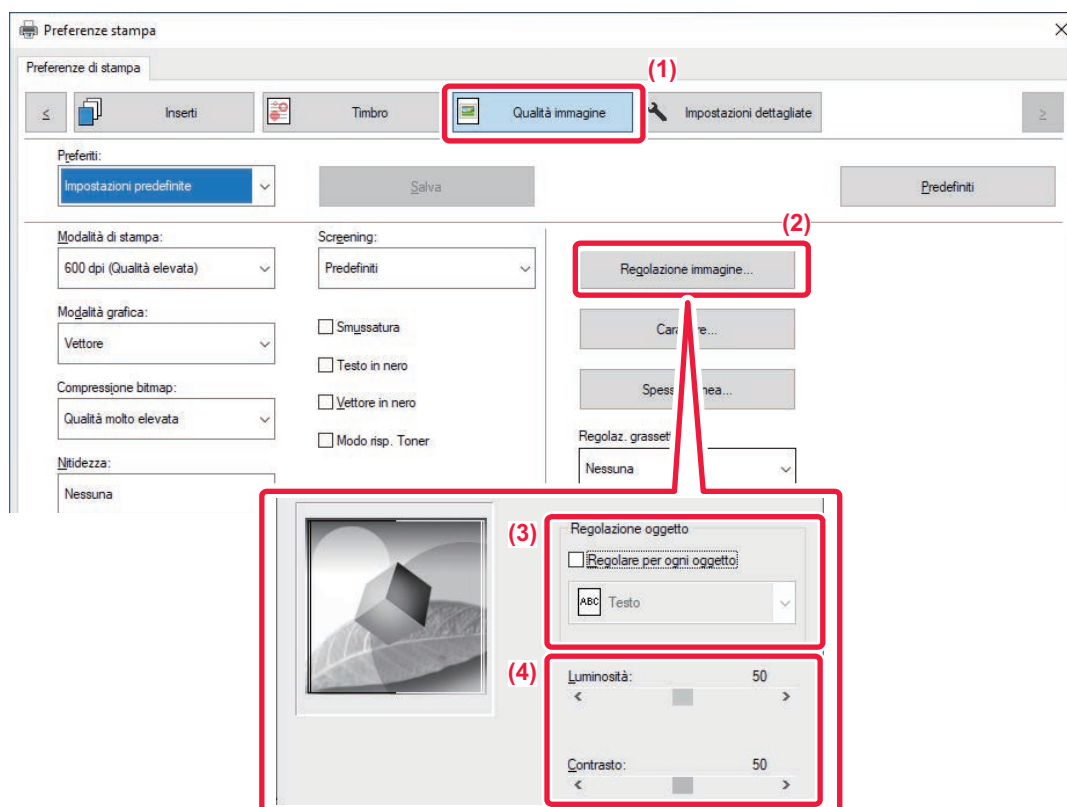 Preferenze stampa
Preferenze di stampa
(1)
<
Inserti
Timbro
Qualità immagine
Impostazioni dettagliate
>
Preferiti:
Impostazioni predefinite
Salva
Predefiniti
(2)
Modalità di stampa:
600 dpi (Qualità elevata)
Screening:
Predefiniti
Regolazione immagine...
Modalità grafica:
Vettore
Smussatura
Testo in nero
Vettore in nero
Modo risp. Toner
Compressione bitmap:
Qualità molto elevata
Nitidezza:
Nessuna
Regolaz.
Nessuna
(3)
Regolazione oggetto
Regolare per ogni oggetto
ABC Testo
(4)
Luminosità: 50
< >
Contrasto: 50
< >